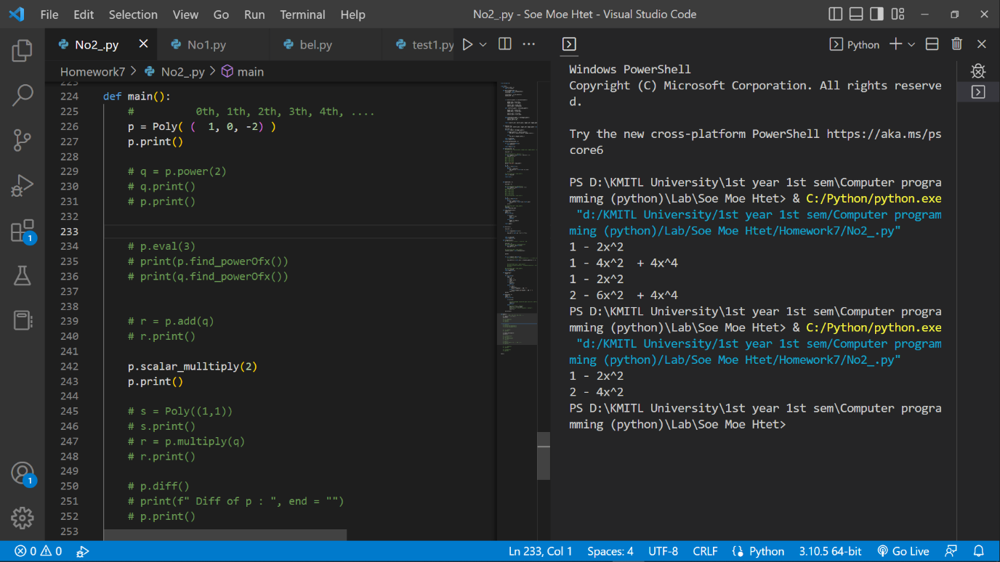 File Edit Selection View Go Run Terminal Help No2_.py - Soe Moe Htet - Visual Studio Code
No2_.py No1.py bel.py test1.py
Homework7 > No2_.py > main
223
224 def main():
225 # 0th, 1th, 2th, 3th, 4th, ....
226 p = Poly( ( 1, 0, -2) )
227 p.print()
228
229 # q = p.power(2)
230 # q.print()
231 # p.print()
232
233
234 # p.eval(3)
235 # print(p.find_powerOfx())
236 # print(q.find_powerOfx())
237
238
239 # r = p.add(q)
240 # r.print()
241
242 p.scalar_mulltiply(2)
243 p.print()
244
245 # s = Poly((1,1))
246 # s.print()
247 # r = p.multiply(q)
248 # r.print()
249
250 # p.diff()
251 # print(f" Diff of p : ", end = "")
252 # p.print()
253
Python
Windows PowerShell
Copyright (C) Microsoft Corporation. All rights reserve
d.
Try the new cross-platform PowerShell https://aka.ms/ps
core6
PS D:\KMITL University\1st year 1st sem\Computer progra
mming (python)\Lab\Soe Moe Htet> & C:/Python/python.exe
"d:/KMITL University/1st year 1st sem/Computer program
ming (python)/Lab/Soe Moe Htet/Homework7/No2_.py"
1 - 2x^2
1 - 4x^2 + 4x^4
1 - 2x^2
2 - 6x^2 + 4x^4
PS D:\KMITL University\1st year 1st sem\Computer progra
mming (python)\Lab\Soe Moe Htet> & C:/Python/python.exe
"d:/KMITL University/1st year 1st sem/Computer program
ming (python)/Lab/Soe Moe Htet/Homework7/No2_.py"
1 - 2x^2
2 - 4x^2
PS D:\KMITL University\1st year 1st sem\Computer progra
mming (python)\Lab\Soe Moe Htet>
1
1
0 0 Ln 233, Col 1 Spaces: 4 UTF-8 CRLF Python 3.10.5 64-bit Go Live